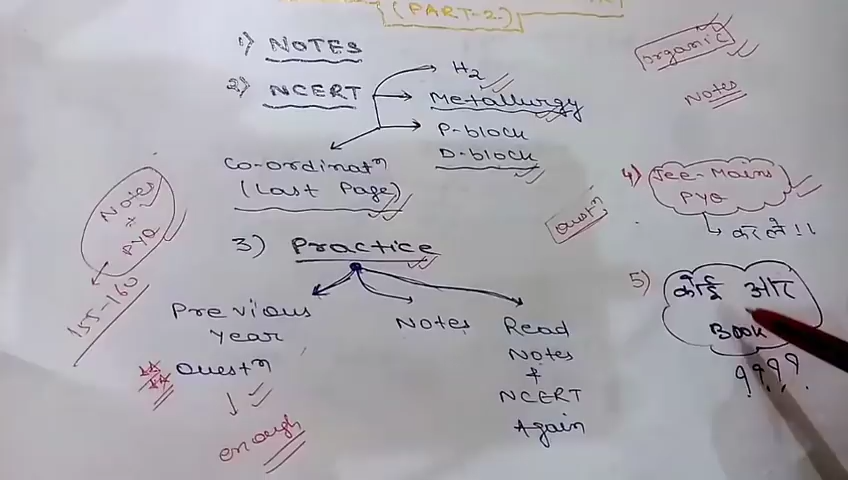 (PART-2)
1) NOTES
2) NCERT
H2
Metallurgy
P-block
D-block
Co-ordinatⁿ
(Last Page)
3) Practice
Previous
Year
Questⁿ
enough
Notes
Read
Notes
+
NCERT
Again
Notes
+
PYQ
155-160
organic
Notes
Questⁿ
4) Jee-Mains
PYQ
कर लो !!
5) कोई और
Book
????